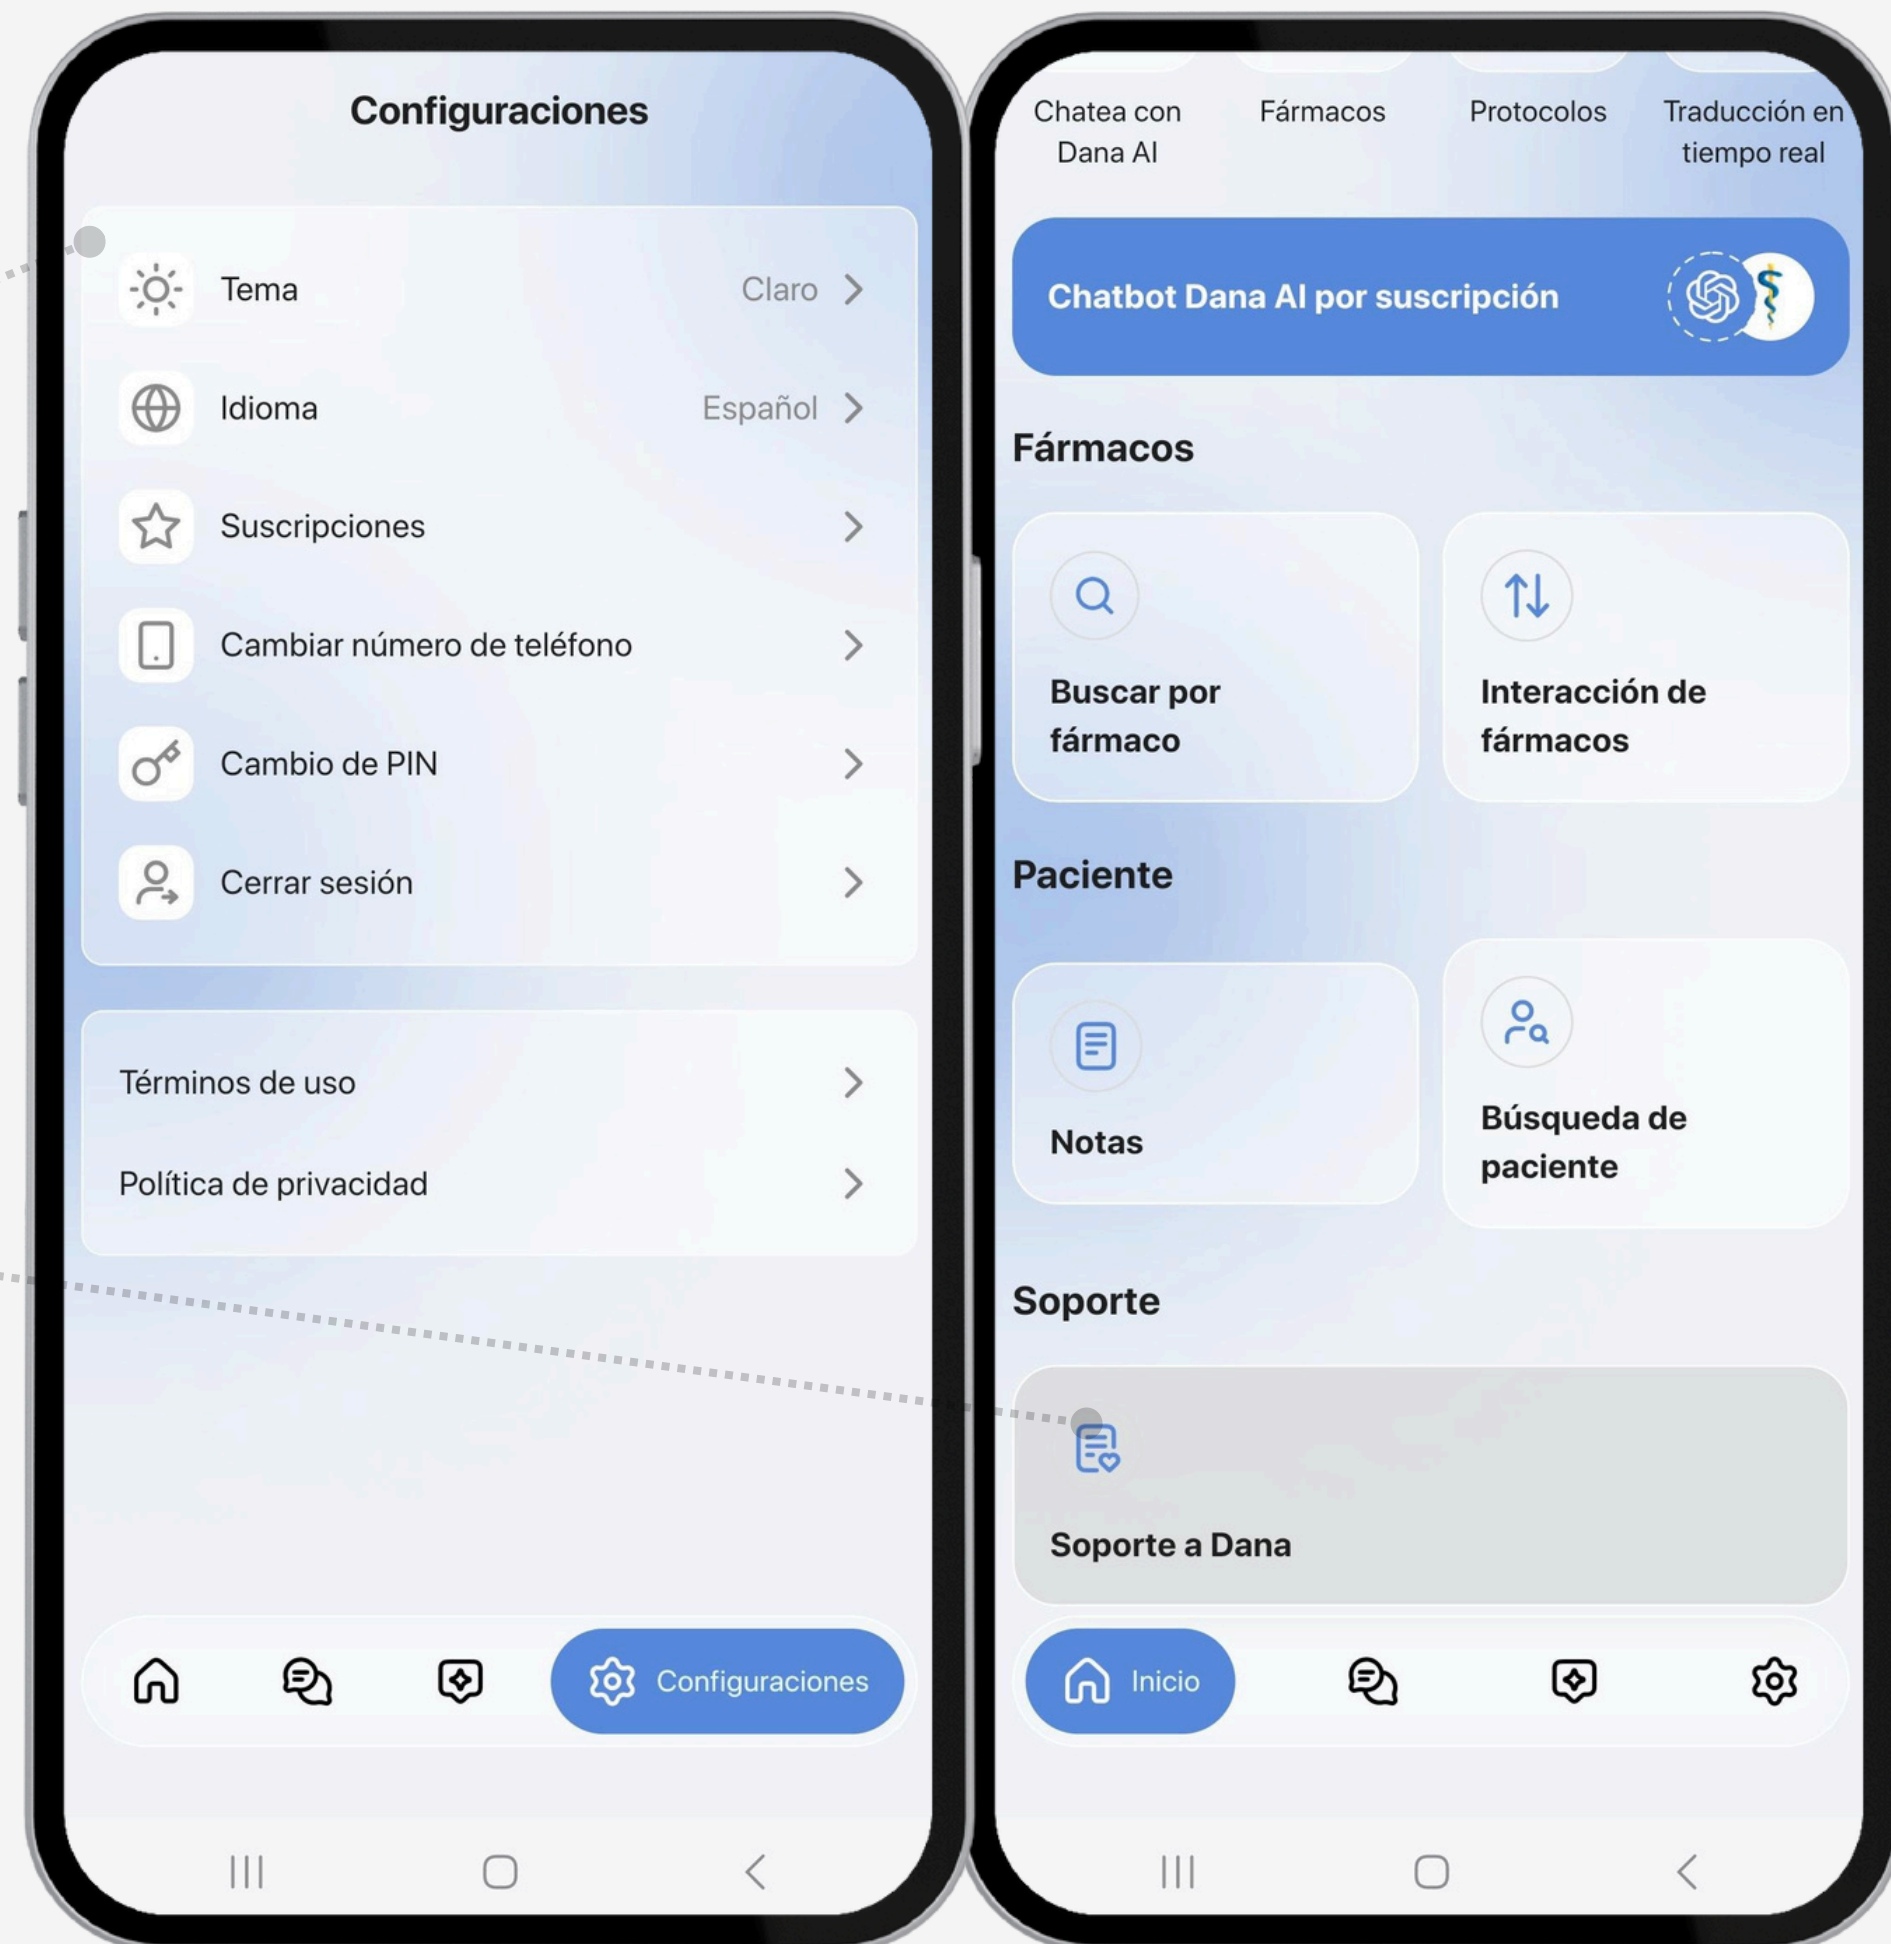 Configuraciones
Tema
Claro
Idioma
Español
Suscripciones
Cambiar número de teléfono
Cambio de PIN
Cerrar sesión
Términos de uso
Política de privacidad
Configuraciones
Chatea con
Dana AI
Fármacos
Protocolos
Traducción en
tiempo real
Chatbot Dana AI por suscripción
Fármacos
Buscar por
fármaco
Interacción de
fármacos
Paciente
Notas
Búsqueda de
paciente
Soporte
Soporte a Dana
Inicio